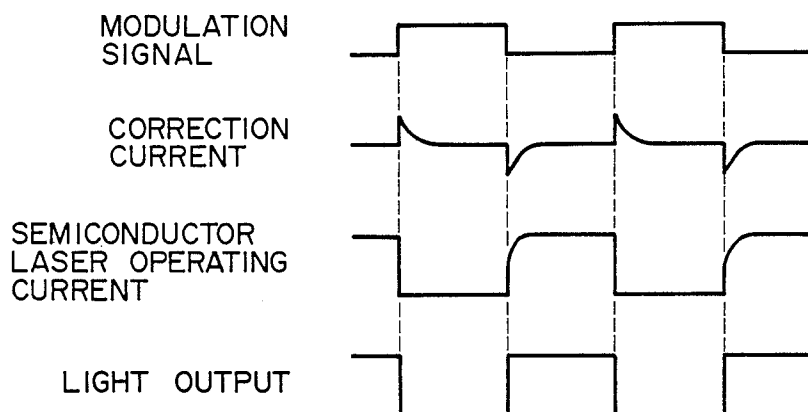 MODULATION
SIGNAL
CORRECTION
CURRENT
SEMICONDUCTOR
LASER OPERATING
CURRENT
LIGHT OUTPUT